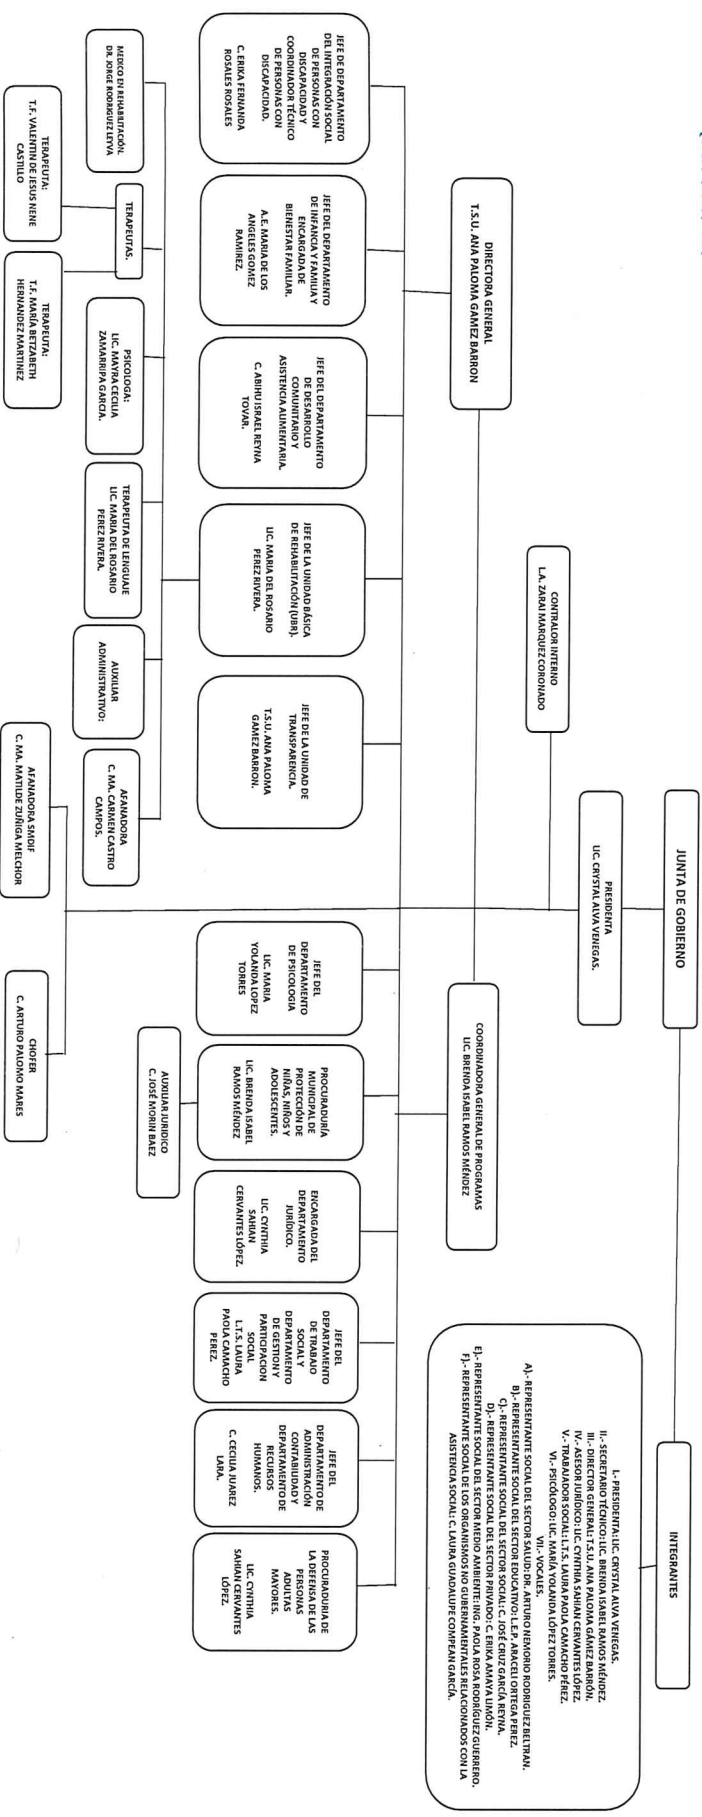 JUNTA DE GOBIERNO
INTEGRANTES
PRESIDENTA
LIC. CRYSTAL ALVA VENEGAS.
I.- PRESIDENTA: LIC. CRYSTAL ALVA VENEGAS.
II.- SECRETARIO TÉCNICO: LIC. BRENDA ISABEL RAMOS MÉNDEZ.
III.- DIRECTOR GENERAL: T.S.U. ANA PALOMA GÁMEZ BARRÓN.
IV.- ASESOR JURÍDICO: LIC. CYNTHIA SAHIAN CERVANTES LÓPEZ.
V.- TRABAJADOR SOCIAL: L.T.S. LAURA PAOLA CAMACHO PÉREZ.
VI.- PSICÓLOGO: LIC. MARÍA YOLANDA LÓPEZ TORRES.
VII.- VOCALES.
A).- REPRESENTANTE SOCIAL DEL SECTOR SALUD: DR. ARTURO NEMORIO RODRIGUEZ BELTRAN.
B).- REPRESENTANTE SOCIAL DEL SECTOR EDUCATIVO: L.E.P. ARACELI ORTEGA PEREZ.
C).- REPRESENTANTE SOCIAL DEL SECTOR SOCIAL: C. JOSÉ CRUZ GARCÍA REYNA.
D).- REPRESENTANTE SOCIAL DEL SECTOR PRIVADO: C. ERIKA AMAYA LIMÓN.
E).- REPRESENTANTE SOCIAL DEL SECTOR MEDIO AMBIENTE: ING. PAOLA ROSA RODRÍGUEZ GUERRERO.
F).- REPRESENTANTE SOCIAL DE LOS ORGANISMOS NO GUBERNAMENTALES RELACIONADOS CON LA
ASISTENCIA SOCIAL: C. LAURA GUADALUPE COMPEAN GARCÍA.
CONTRALOR INTERNO
L.A. ZARAI MARQUEZ CORONADO
DIRECTORA GENERAL
T.S.U. ANA PALOMA GAMEZ BARRON
COORDINADORA GENERAL DE PROGRAMAS
LIC. BRENDA ISABEL RAMOS MÉNDEZ
JEFE DE DEPARTAMENTO
DEL INTEGRACIÓN SOCIAL
DE PERSONAS CON
DISCAPACIDAD Y
COORDINADOR TÉCNICO
DE PERSONAS CON
DISCAPACIDAD.
C. ERIKA FERNANDA
ROSALES ROSALES
JEFE DEL DEPARTAMENTO
DE INFANCIA Y FAMILIA Y
ENCARGADA DE
BIENESTAR FAMILIAR.
A.E. MARIA DE LOS
ANGELES GOMEZ
RAMIREZ.
JEFE DEL DEPARTAMENTO
DE DESARROLLO
COMUNITARIO Y
ASISTENCIA AUMENTARIA.
C. ABIHU ISRAEL REYNA
TOVAR.
JEFE DE LA UNIDAD BÁSICA
DE REHABILITACIÓN (UBR).
LIC. MARIA DEL ROSARIO
PEREZ RIVERA.
JEFE DE LA UNIDAD DE
TRANSPARENCIA.
T.S.U. ANA PALOMA
GAMEZ BARRON.
JEFE DEL
DEPARTAMENTO
DE PSICOLOGIA
LIC. MARIA
YOLANDA LOPEZ
TORRES
PROCURADURÍA
MUNICIPAL DE
PROTECCIÓN DE
NIÑAS, NIÑOS Y
ADOLESCENTES.
LIC. BRENDA ISABEL
RAMOS MÉNDEZ
ENCARGADA DEL
DEPARTAMENTO
JURÍDICO.
LIC. CYNTHIA
SAHIAN
CERVANTES LÓPEZ.
JEFE DEL
DEPARTAMENTO
DE TRABAJO
SOCIAL Y
DEPARTAMENTO
DE GESTION Y
PARTICIPACION
SOCIAL
L.T.S. LAURA
PAOLA CAMACHO
PEREZ.
JEFE DEL
DEPARTAMENTO DE
ADMINISTRACIÓN
CONTABILIDAD Y
DEPARTAMENTO DE
RECURSOS
HUMANOS.
C. CECILIA JUAREZ
LARA.
PROCURADURIA DE
LA DEFENSA DE LAS
PERSONAS
ADULTAS
MAYORES.
LIC. CYNTHIA
SAHIAN CERVANTES
LÓPEZ.
MEDICO EN REHABILITACIÓN.
DR. JORGE RODRIGUEZ LEYVA
TERAPEUTAS.
PSICOLOGA:
LIC. MAYRA CECILIA
ZAMARRIPA GARCIA.
TERAPEUTA DE LENGUAJE
LIC. MARIA DEL ROSARIO
PEREZ RIVERA.
AUXILIAR
ADMINISTRATIVO:
AFANADORA
C. MA. CARMEN CASTRO
CAMPOS.
AUXILIAR JURIDICO
C. JOSÉ MORIN BAEZ
TERAPEUTA:
T.F. VALENTIN DE JESUS NENE
CASTILLO
TERAPEUTA:
T.F. MARÍA BETZABETH
HERNANDEZ MARTINEZ
AFANADORA SMDIF
C. MA. MATILDE ZUÑIGA MELCHOR
CHOFER
C. ARTURO PALOMO MARES